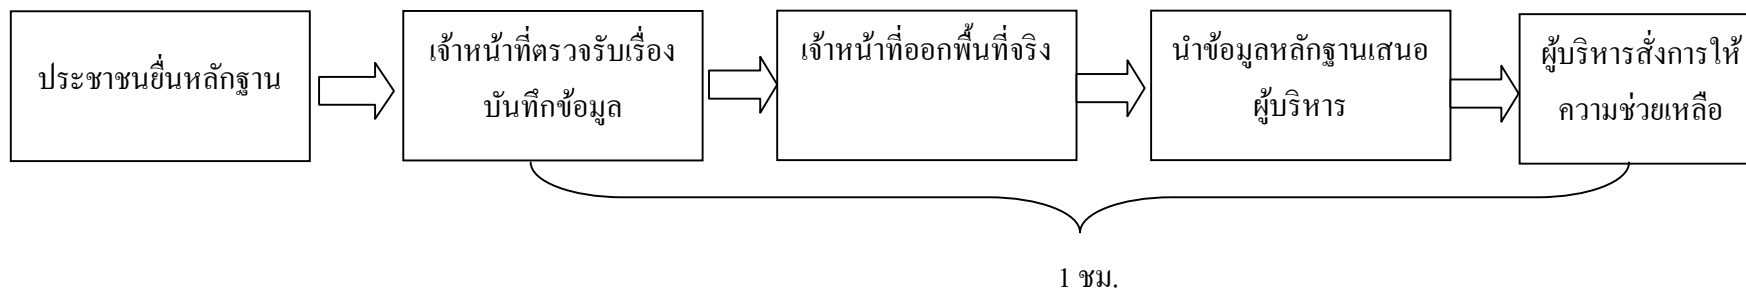 ประชาชนยื่นหลักฐาน
เจ้าหน้าที่ตรวจรับเรื่อง
บันทึกข้อมูล
เจ้าหน้าที่ออกพื้นที่จริง
นำข้อมูลหลักฐานเสนอ
ผู้บริหาร
ผู้บริหารสั่งการให้
ความช่วยเหลือ
1 ชม.